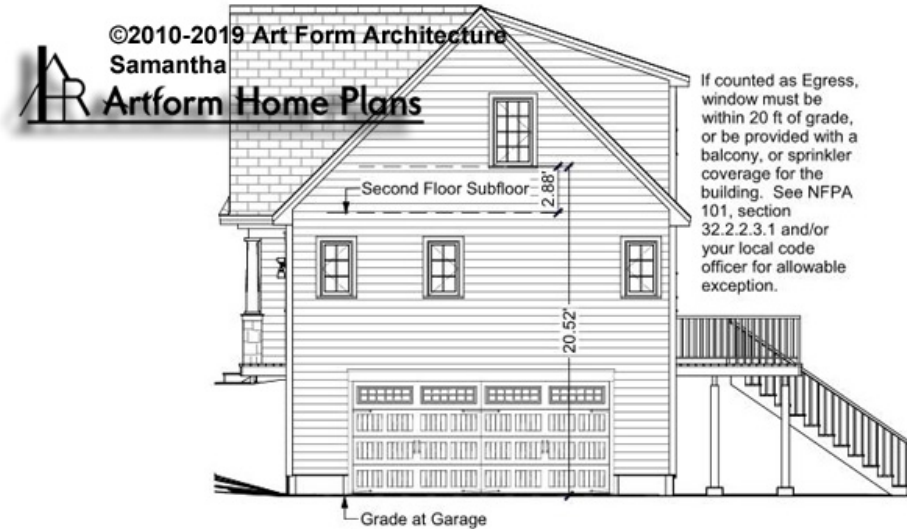 ©2010-2019 Art Form Architecture
Samantha
Artform Home Plans
If counted as Egress,
window must be
within 20 ft of grade,
or be provided with a
balcony, or sprinkler
coverage for the
building. See NFPA
101, section
32.2.2.3.1 and/or
your local code
officer for allowable
exception.
Second Floor Subfloor
2.88'
20.52'
Grade at Garage